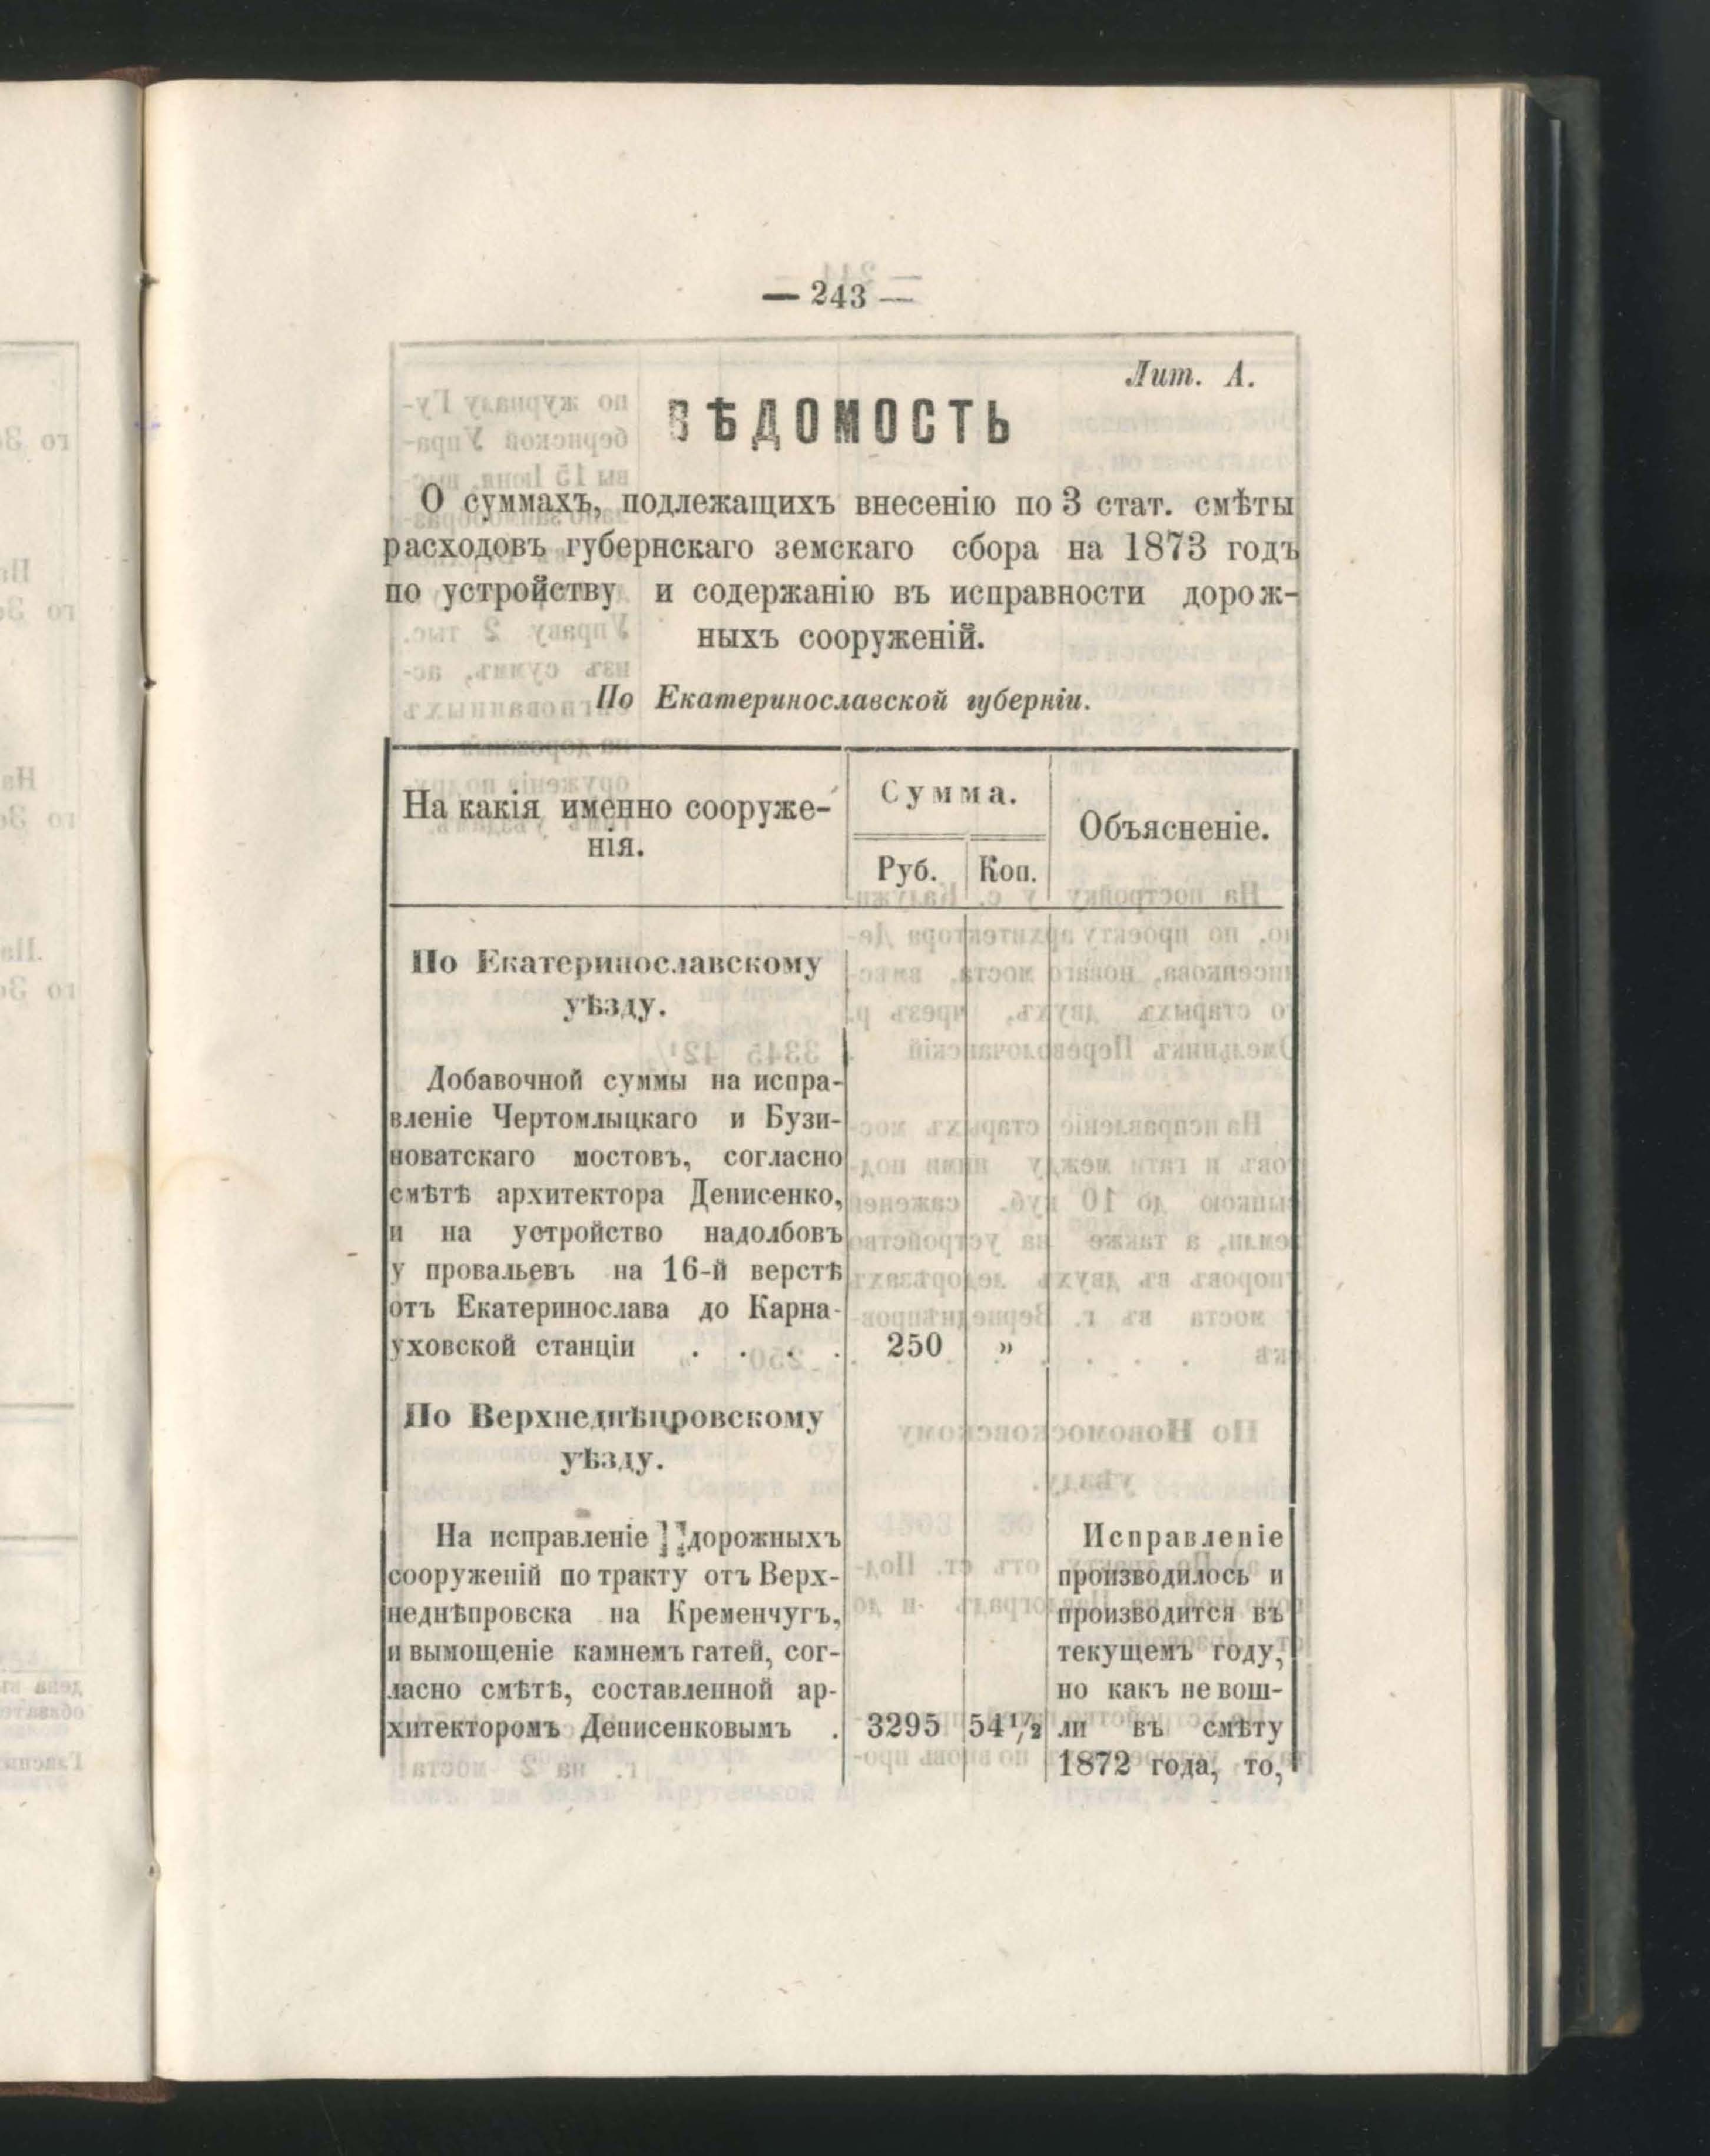 — 243 —
Лит. А.
ВѢДОМОСТЬ
О суммахъ, подлежащихъ внесенію по 3 стат. смѣты
расходовъ губернскаго земскаго сбора на 1873 годъ
по устройству и содержанію въ исправности дорож-
ныхъ сооруженій.
По Екатеринославской губерніи.
На какія именно сооруже-
нія.
Сумма.
Руб. Коп.
Объясненіе.
По Екатеринославскому
уѣзду.
Добавочной суммы на испра-
вленіе Чертомлыцкаго и Бузи-
новатскаго мостовъ, согласно
смѣтѣ архитектора Денисенко,
и на устройство надолбовъ
у провальевъ на 16-й верстѣ
отъ Екатеринослава до Карна-
уховской станціи . . . . 250 »
По Верхнеднѣпровскому
уѣзду.
На исправленіе дорожныхъ
сооруженій по тракту отъ Верх-
неднѣпровска на Кременчугъ,
и вымощеніе камнемъ гатей, сог-
ласно смѣтѣ, составленной ар-
хитекторомъ Денисенковымъ . 3295 54½
Исправленіе
производилось и
производится въ
текущемъ году,
но какъ не вош-
ли въ смѣту
1872 года, то,